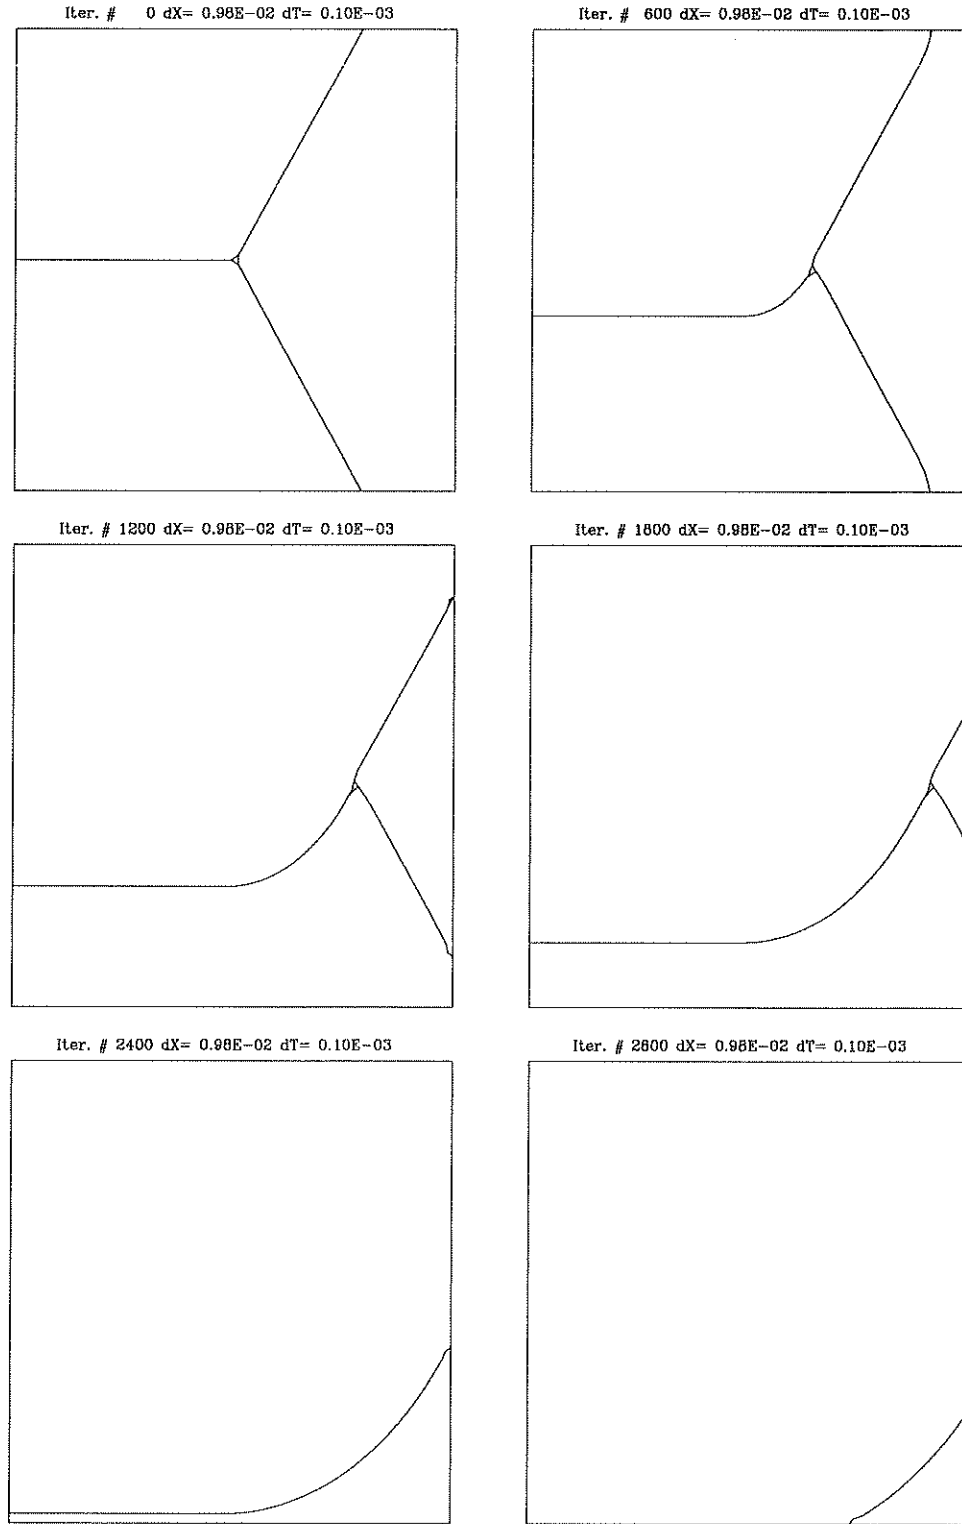 Iter. # 0 dX= 0.98E-02 dT= 0.10E-03
Iter. # 600 dX= 0.98E-02 dT= 0.10E-03
Iter. # 1200 dX= 0.98E-02 dT= 0.10E-03
Iter. # 1800 dX= 0.98E-02 dT= 0.10E-03
Iter. # 2400 dX= 0.98E-02 dT= 0.10E-03
Iter. # 2800 dX= 0.98E-02 dT= 0.10E-03